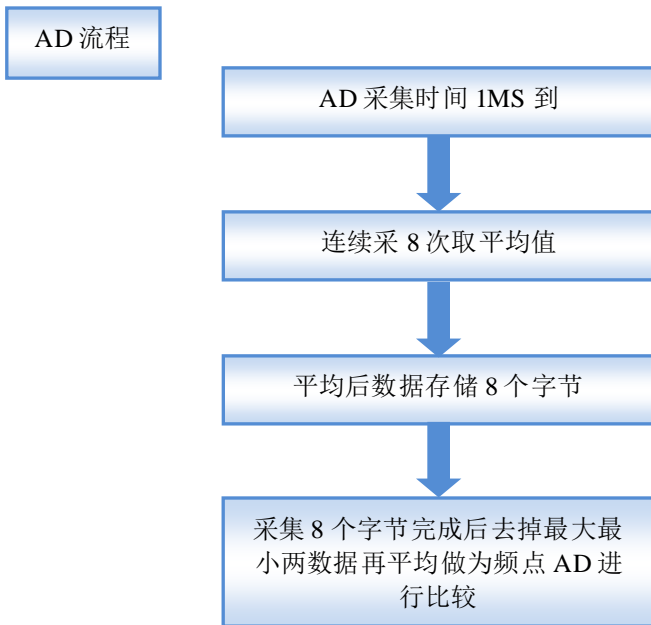 AD 流程
AD 采集时间 1MS 到
连续采 8 次取平均值
平均后数据存储 8 个字节
采集 8 个字节完成后去掉最大最
小两数据再平均做为频点 AD 进
行比较